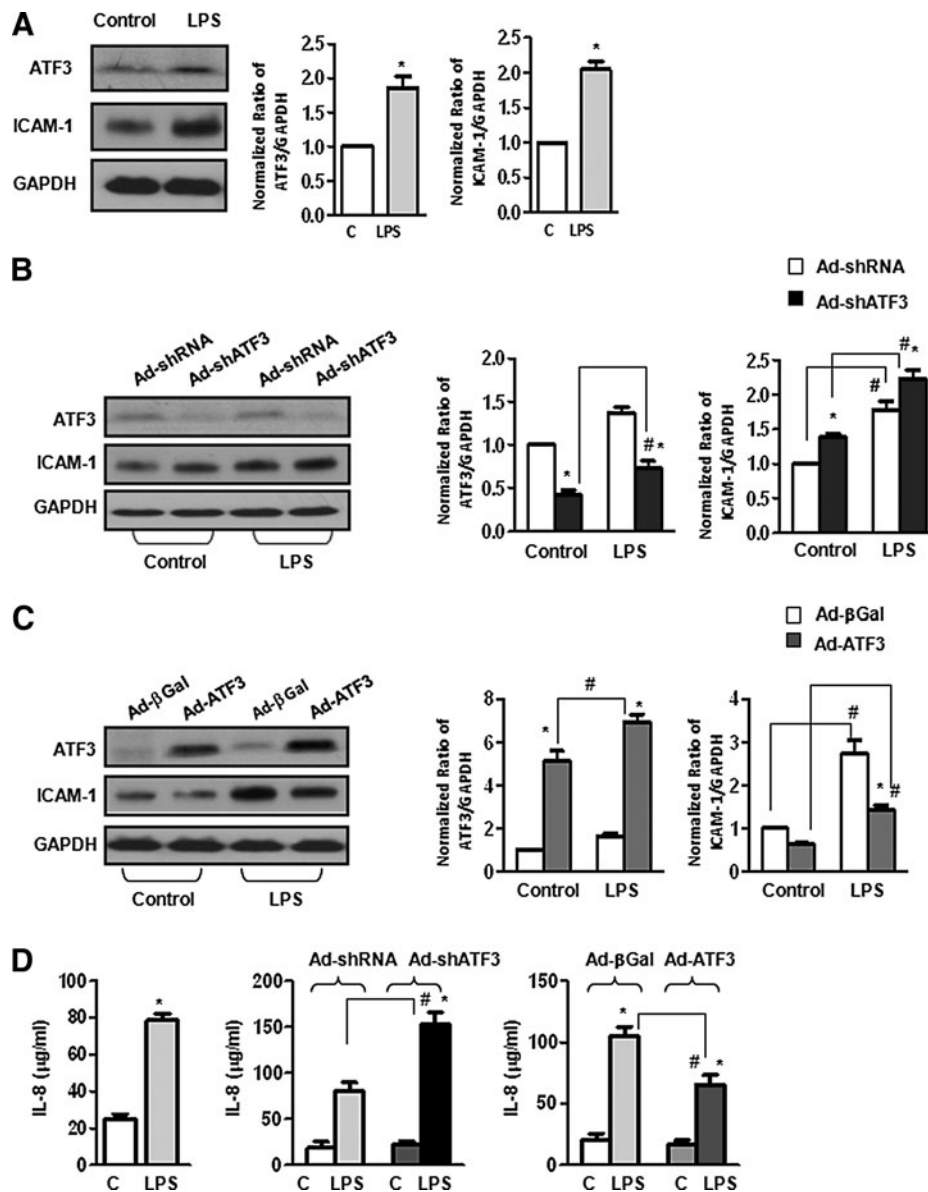 A
Control LPS
ATF3
ICAM-1
GAPDH
Normalized Ratio of
ATF3/GAPDH
2.5
2.0
1.5
1.0
0.5
0.0
*
C LPS
Normalized Ratio of
ICAM-1/GAPDH
2.5
2.0
1.5
1.0
0.5
0.0
*
C LPS
B
Ad-shRNA
Ad-shATF3
Ad-shRNA
Ad-shATF3
ATF3
ICAM-1
GAPDH
Control LPS
Normalized Ratio of
ATF3/GAPDH
2.0
1.5
1.0
0.5
0.0
*
# *
Control LPS
Ad-shRNA
Ad-shATF3
Normalized Ratio of
ICAM-1/GAPDH
2.5
2.0
1.5
1.0
0.5
0.0
*
#
#*
Control LPS
C
Ad-βGal
Ad-ATF3
Ad-βGal
Ad-ATF3
ATF3
ICAM-1
GAPDH
Control LPS
Normalized Ratio of
ATF3/GAPDH
8
6
4
2
0
*
#
*
Control LPS
Ad-βGal
Ad-ATF3
Normalized Ratio of
ICAM-1/GAPDH
4
3
2
1
0
#
* #
Control LPS
D
IL-8 (µg/ml)
80
60
40
20
0
*
C LPS
Ad-shRNA Ad-shATF3
IL-8 (µg/ml)
200
150
100
50
0
# *
C LPS C LPS
Ad-βGal Ad-ATF3
IL-8 (µg/ml)
150
100
50
0
*
# *
C LPS C LPS